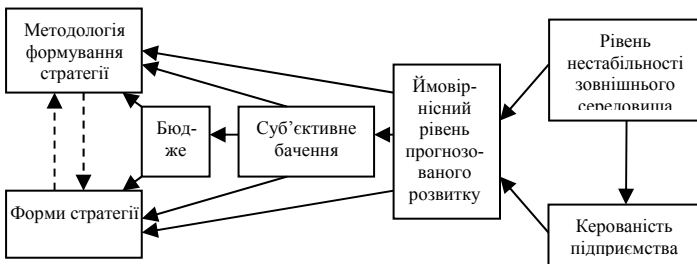 Методологія
формування
стратегії
Форми стратегії
Бюд-
же
Суб’єктивне
бачення
Ймовір-
нісний
рівень
прогнозо-
ваного
розвитку
Рівень
нестабільності
зовнішнього
середовища
Керованість
підприємства